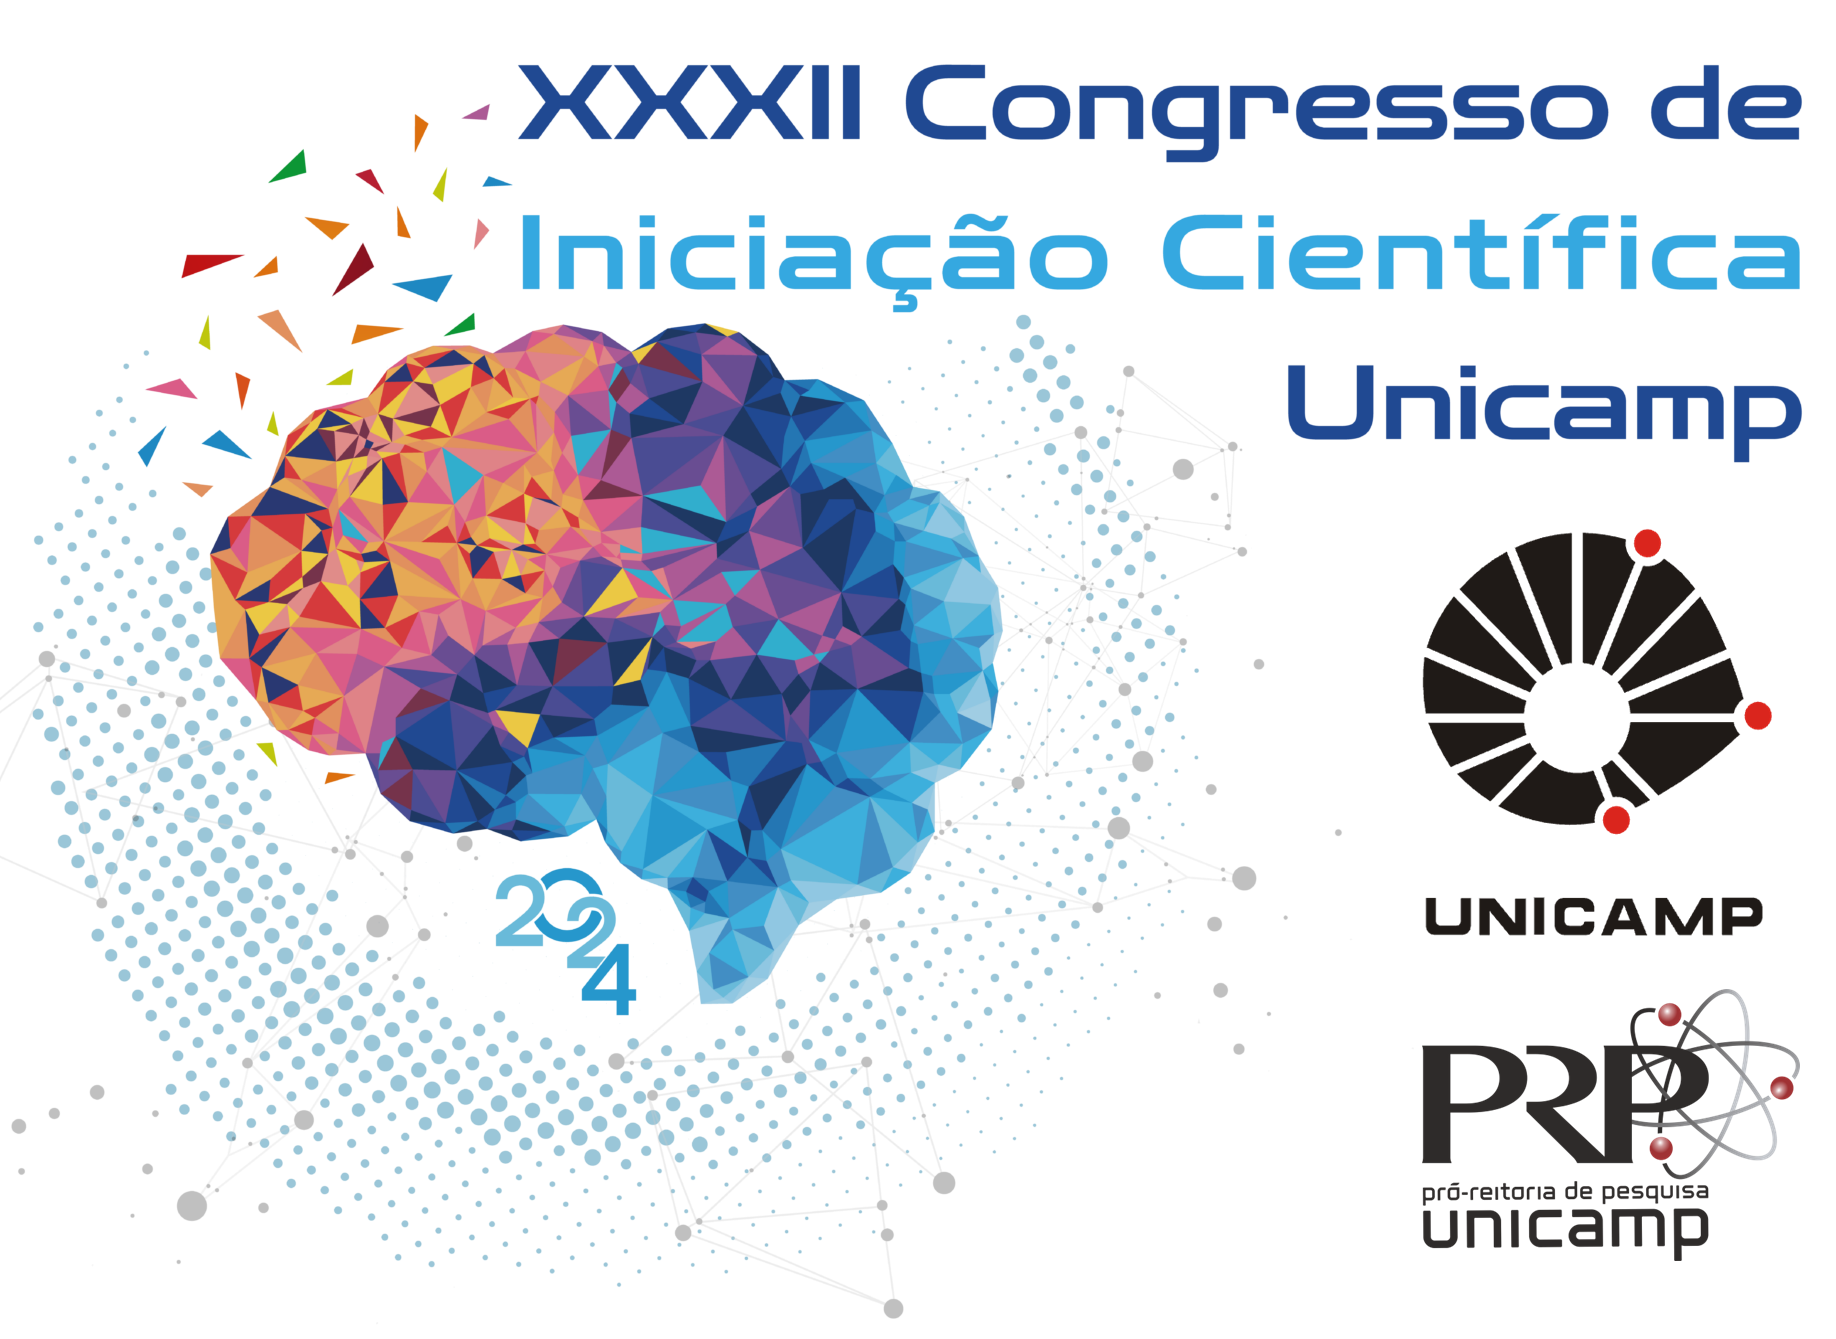 XXXII Congresso de
Iniciação Científica
Unicamp
UNICAMP
2024
PRP
pró-reitoria de pesquisa
unicamp